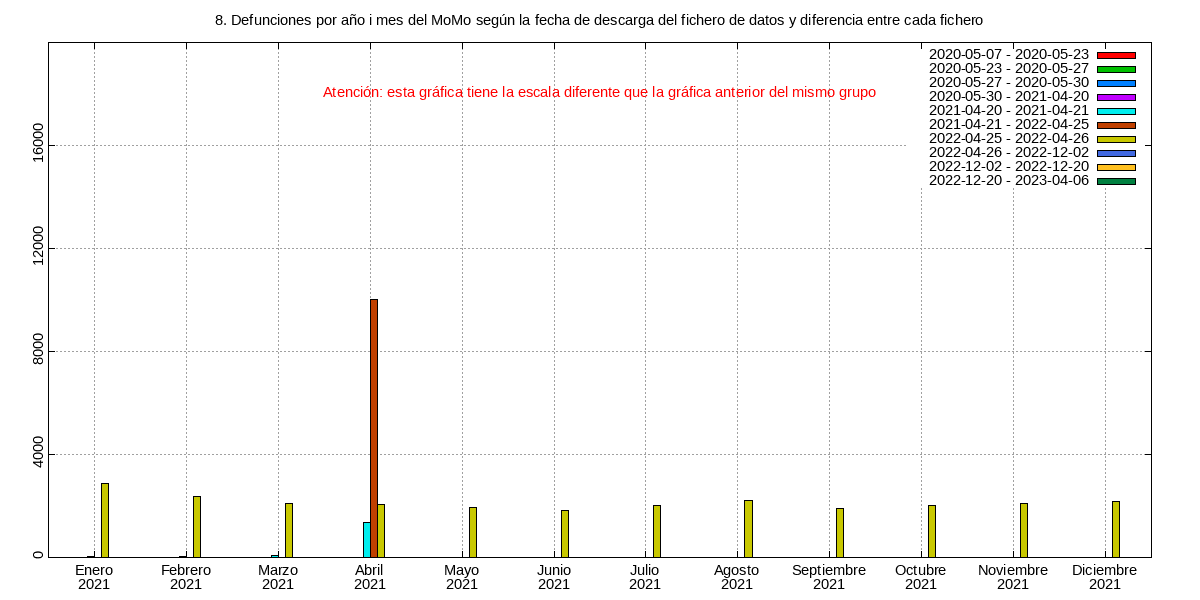 8. Defunciones por año i mes del MoMo según la fecha de descarga del fichero de datos y diferencia entre cada fichero
2020-05-07 - 2020-05-23
2020-05-23 - 2020-05-27
2020-05-27 - 2020-05-30
2020-05-30 - 2021-04-20
2021-04-20 - 2021-04-21
2021-04-21 - 2022-04-25
2022-04-25 - 2022-04-26
2022-04-26 - 2022-12-02
2022-12-02 - 2022-12-20
2022-12-20 - 2023-04-06
Atención: esta gráfica tiene la escala diferente que la gráfica anterior del mismo grupo
16000
12000
8000
4000
0
Enero Febrero Marzo Abril Mayo Junio Julio Agosto Septiembre Octubre Noviembre Diciembre
2021 2021 2021 2021 2021 2021 2021 2021 2021 2021 2021 2021